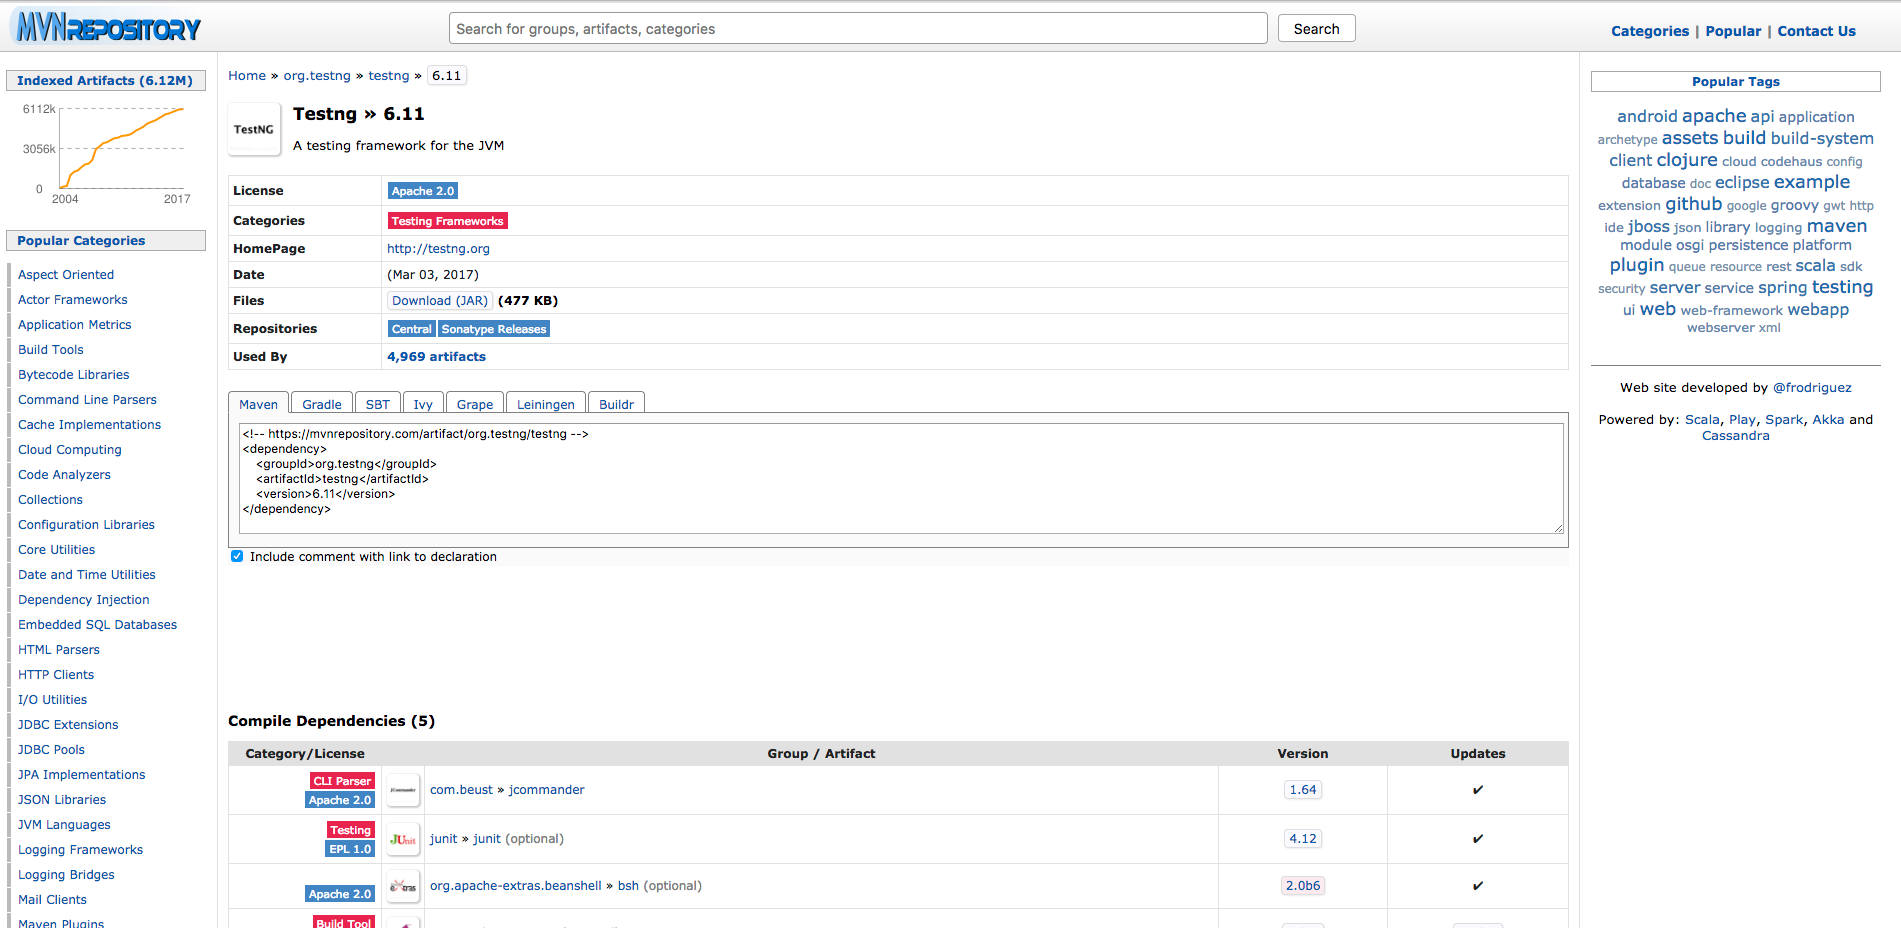 MVNREPOSITORY
Search for groups, artifacts, categories
Search
Categories | Popular | Contact Us
Indexed Artifacts (6.12M)
6112k
3056k
0
2004
2017
Popular Categories
Aspect Oriented
Actor Frameworks
Application Metrics
Build Tools
Bytecode Libraries
Command Line Parsers
Cache Implementations
Cloud Computing
Code Analyzers
Collections
Configuration Libraries
Core Utilities
Date and Time Utilities
Dependency Injection
Embedded SQL Databases
HTML Parsers
HTTP Clients
I/O Utilities
JDBC Extensions
JDBC Pools
JPA Implementations
JSON Libraries
JVM Languages
Logging Frameworks
Logging Bridges
Mail Clients
Maven Plugins
Home » org.testng » testng » 6.11
TestNG
Testng » 6.11
A testing framework for the JVM
License Apache 2.0
Categories Testing Frameworks
HomePage http://testng.org
Date (Mar 03, 2017)
Files Download (JAR) (477 KB)
Repositories Central Sonatype Releases
Used By 4,969 artifacts
Maven Gradle SBT Ivy Grape Leiningen Buildr
<!-- https://mvnrepository.com/artifact/org.testng/testng -->
<dependency>
    <groupId>org.testng</groupId>
    <artifactId>testng</artifactId>
    <version>6.11</version>
</dependency>
Include comment with link to declaration
Compile Dependencies (5)
Category/License Group / Artifact Version Updates
CLI Parser
Apache 2.0
JCommander
com.beust » jcommander 1.64 ✔
Testing
EPL 1.0
JUnit
junit » junit (optional) 4.12 ✔
Apache 2.0
extras
org.apache-extras.beanshell » bsh (optional) 2.0b6 ✔
Build Tool
Popular Tags
android apache api application
archetype assets build build-system
client clojure cloud codehaus config
database doc eclipse example
extension github google groovy gwt http
ide jboss json library logging maven
module osgi persistence platform
plugin queue resource rest scala sdk
security server service spring testing
ui web web-framework webapp
webserver xml
Web site developed by @frodriguez
Powered by: Scala, Play, Spark, Akka and
Cassandra